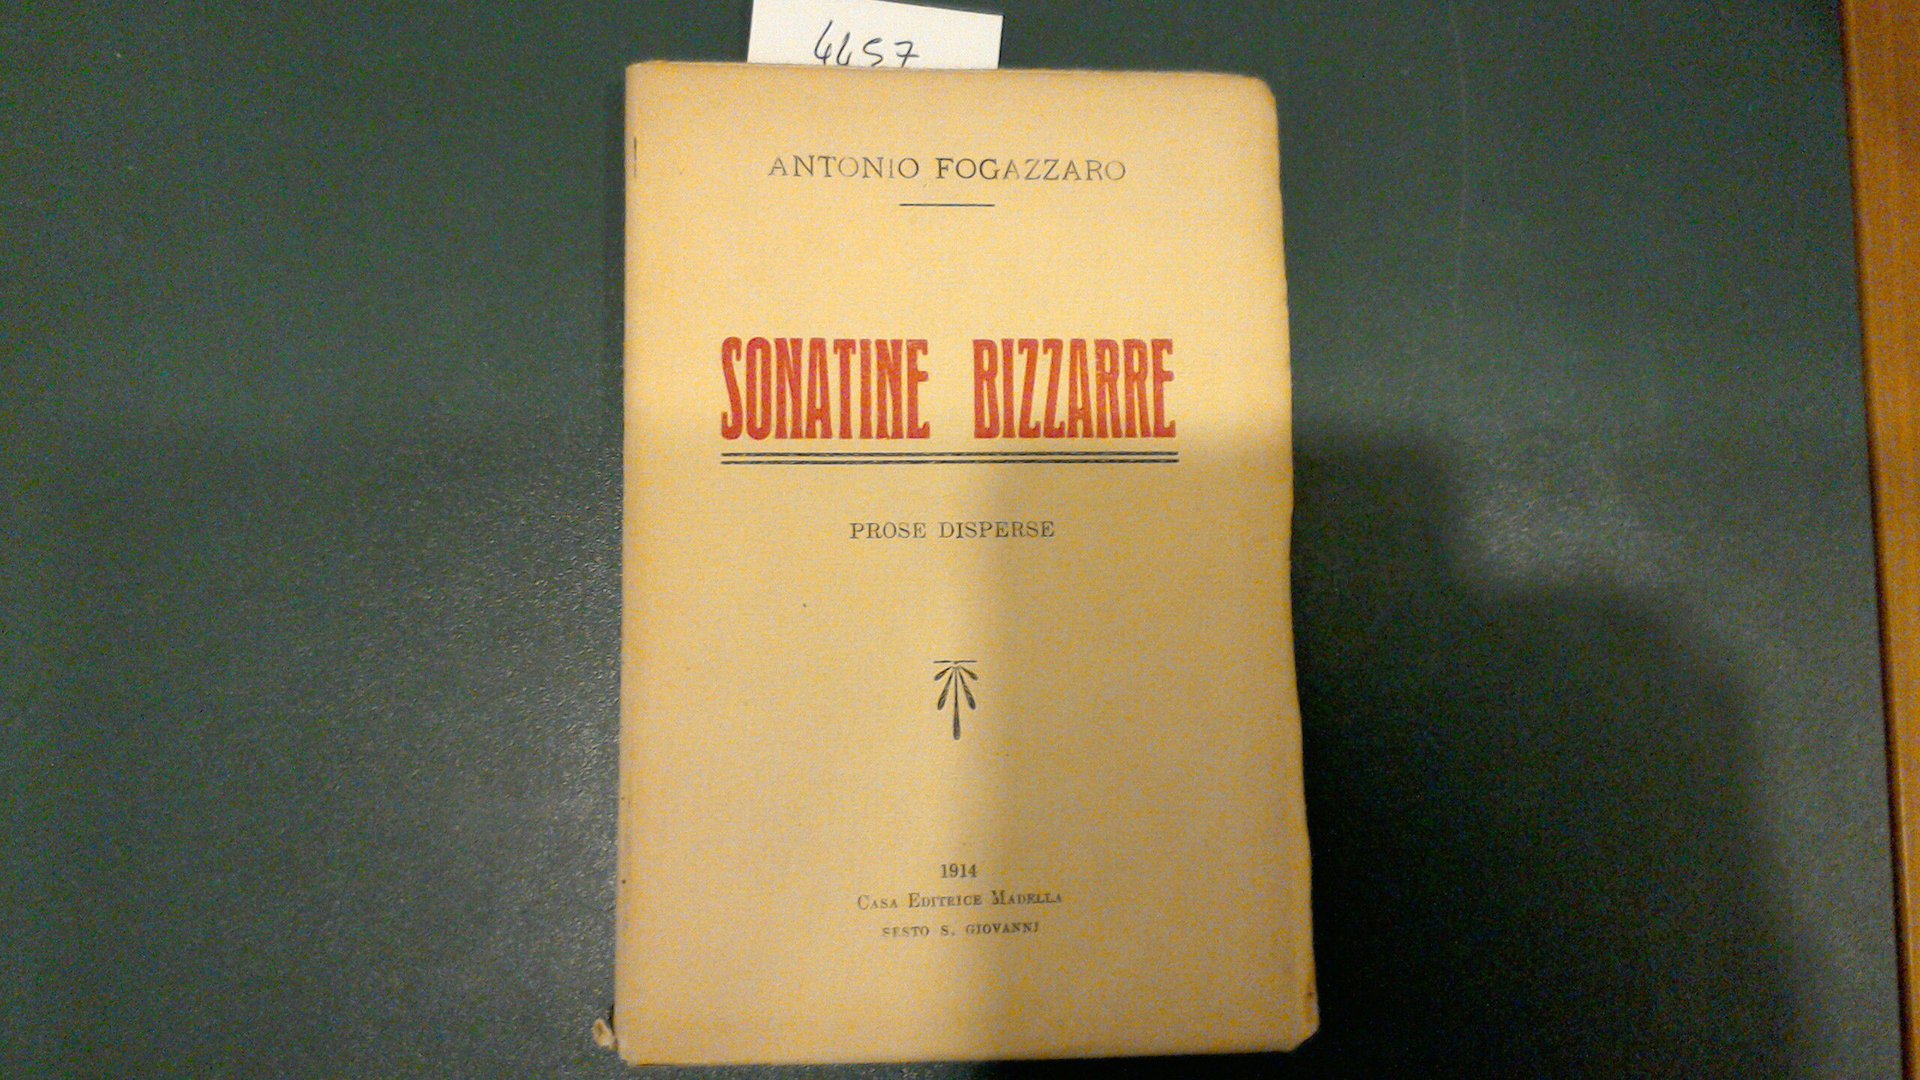 4457
ANTONIO FOGAZZARO
SONATINE BIZZARRE
PROSE DISPERSE
1914
CASA EDITRICE MADELLA
SESTO S. GIOVANNI